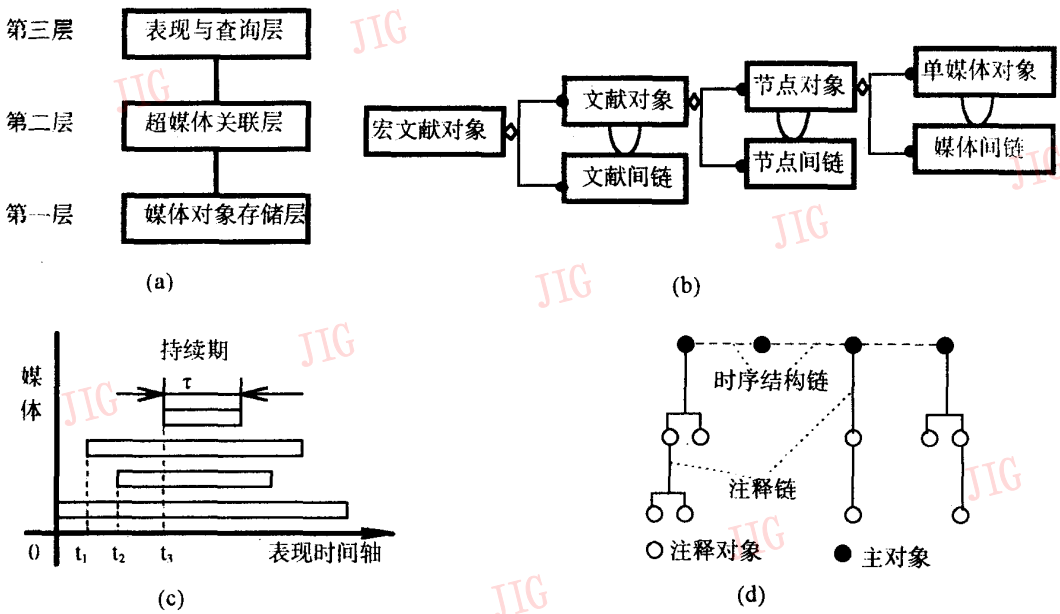 第三层
表现与查询层
第二层
超媒体关联层
第一层
媒体对象存储层
(a)
宏文献对象
文献对象
文献间链
节点对象
节点间链
单媒体对象
媒体间链
(b)
媒体
持续期
τ
0
t₁
t₂
t₃
表现时间轴
(c)
时序结构链
注释链
注释对象
主对象
(d)
JIG
JIG
JIG
JIG
JIG
JIG
JIG
JIG
JIG
JIG